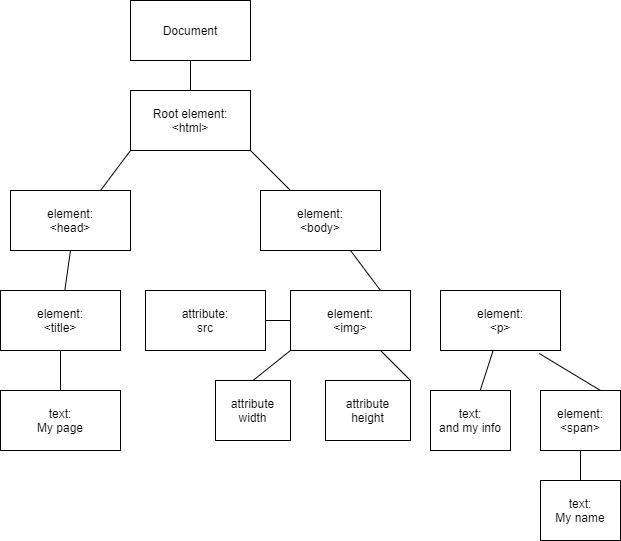 Document
Root element:
<html>
element:
<head>
element:
<body>
element:
<title>
attribute:
src
element:
<img>
element:
<p>
text:
My page
attribute
width
attribute
height
text:
and my info
element:
<span>
text:
My name